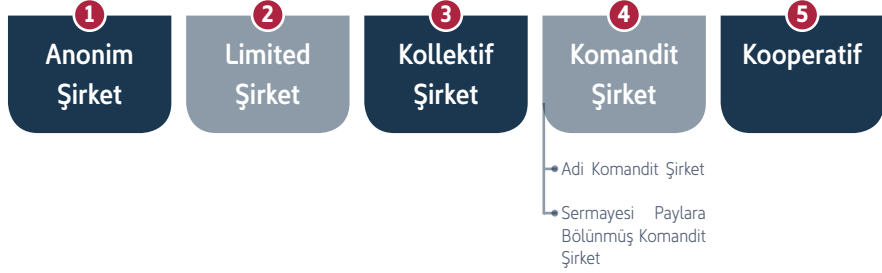 1
Anonim
Şirket
2
Limited
Şirket
3
Kollektif
Şirket
4
Komandit
Şirket
Adi Komandit Şirket
Sermayesi Paylara
Bölünmüş Komandit
Şirket
5
Kooperatif